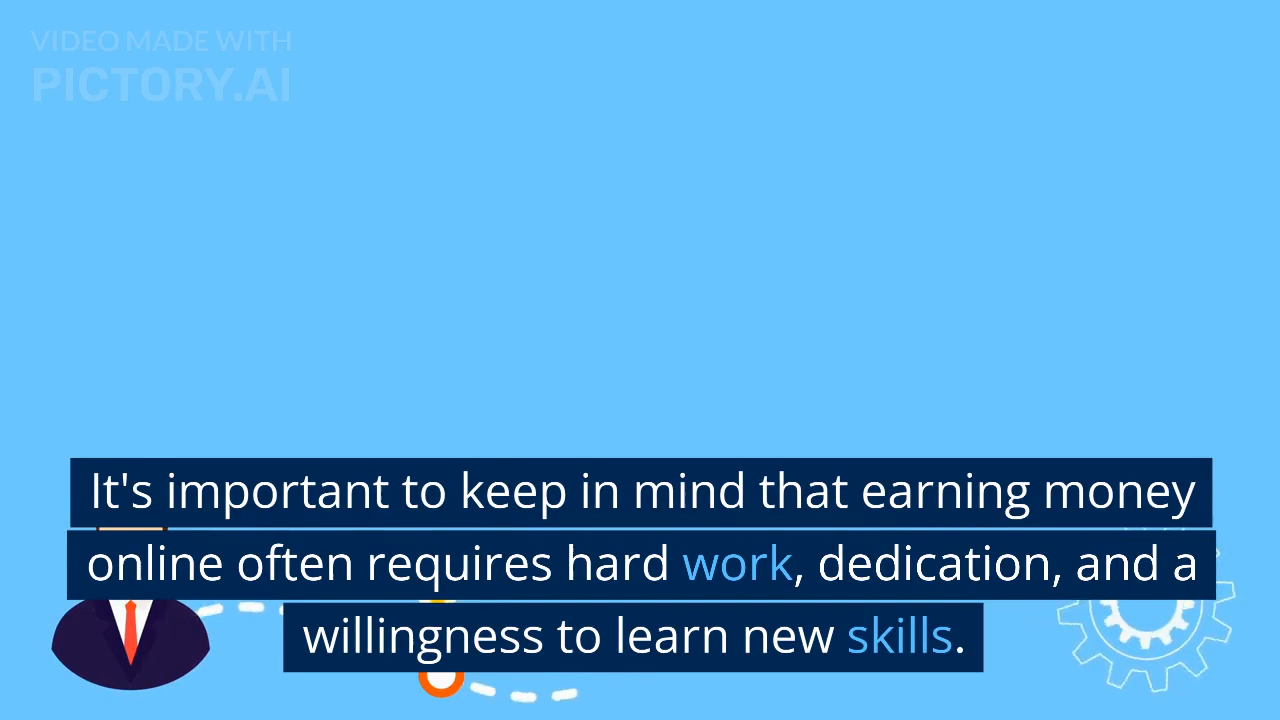 VIDEO MADE WITH
PICTORY.AI
It's important to keep in mind that earning money
online often requires hard work, dedication, and a
willingness to learn new skills.